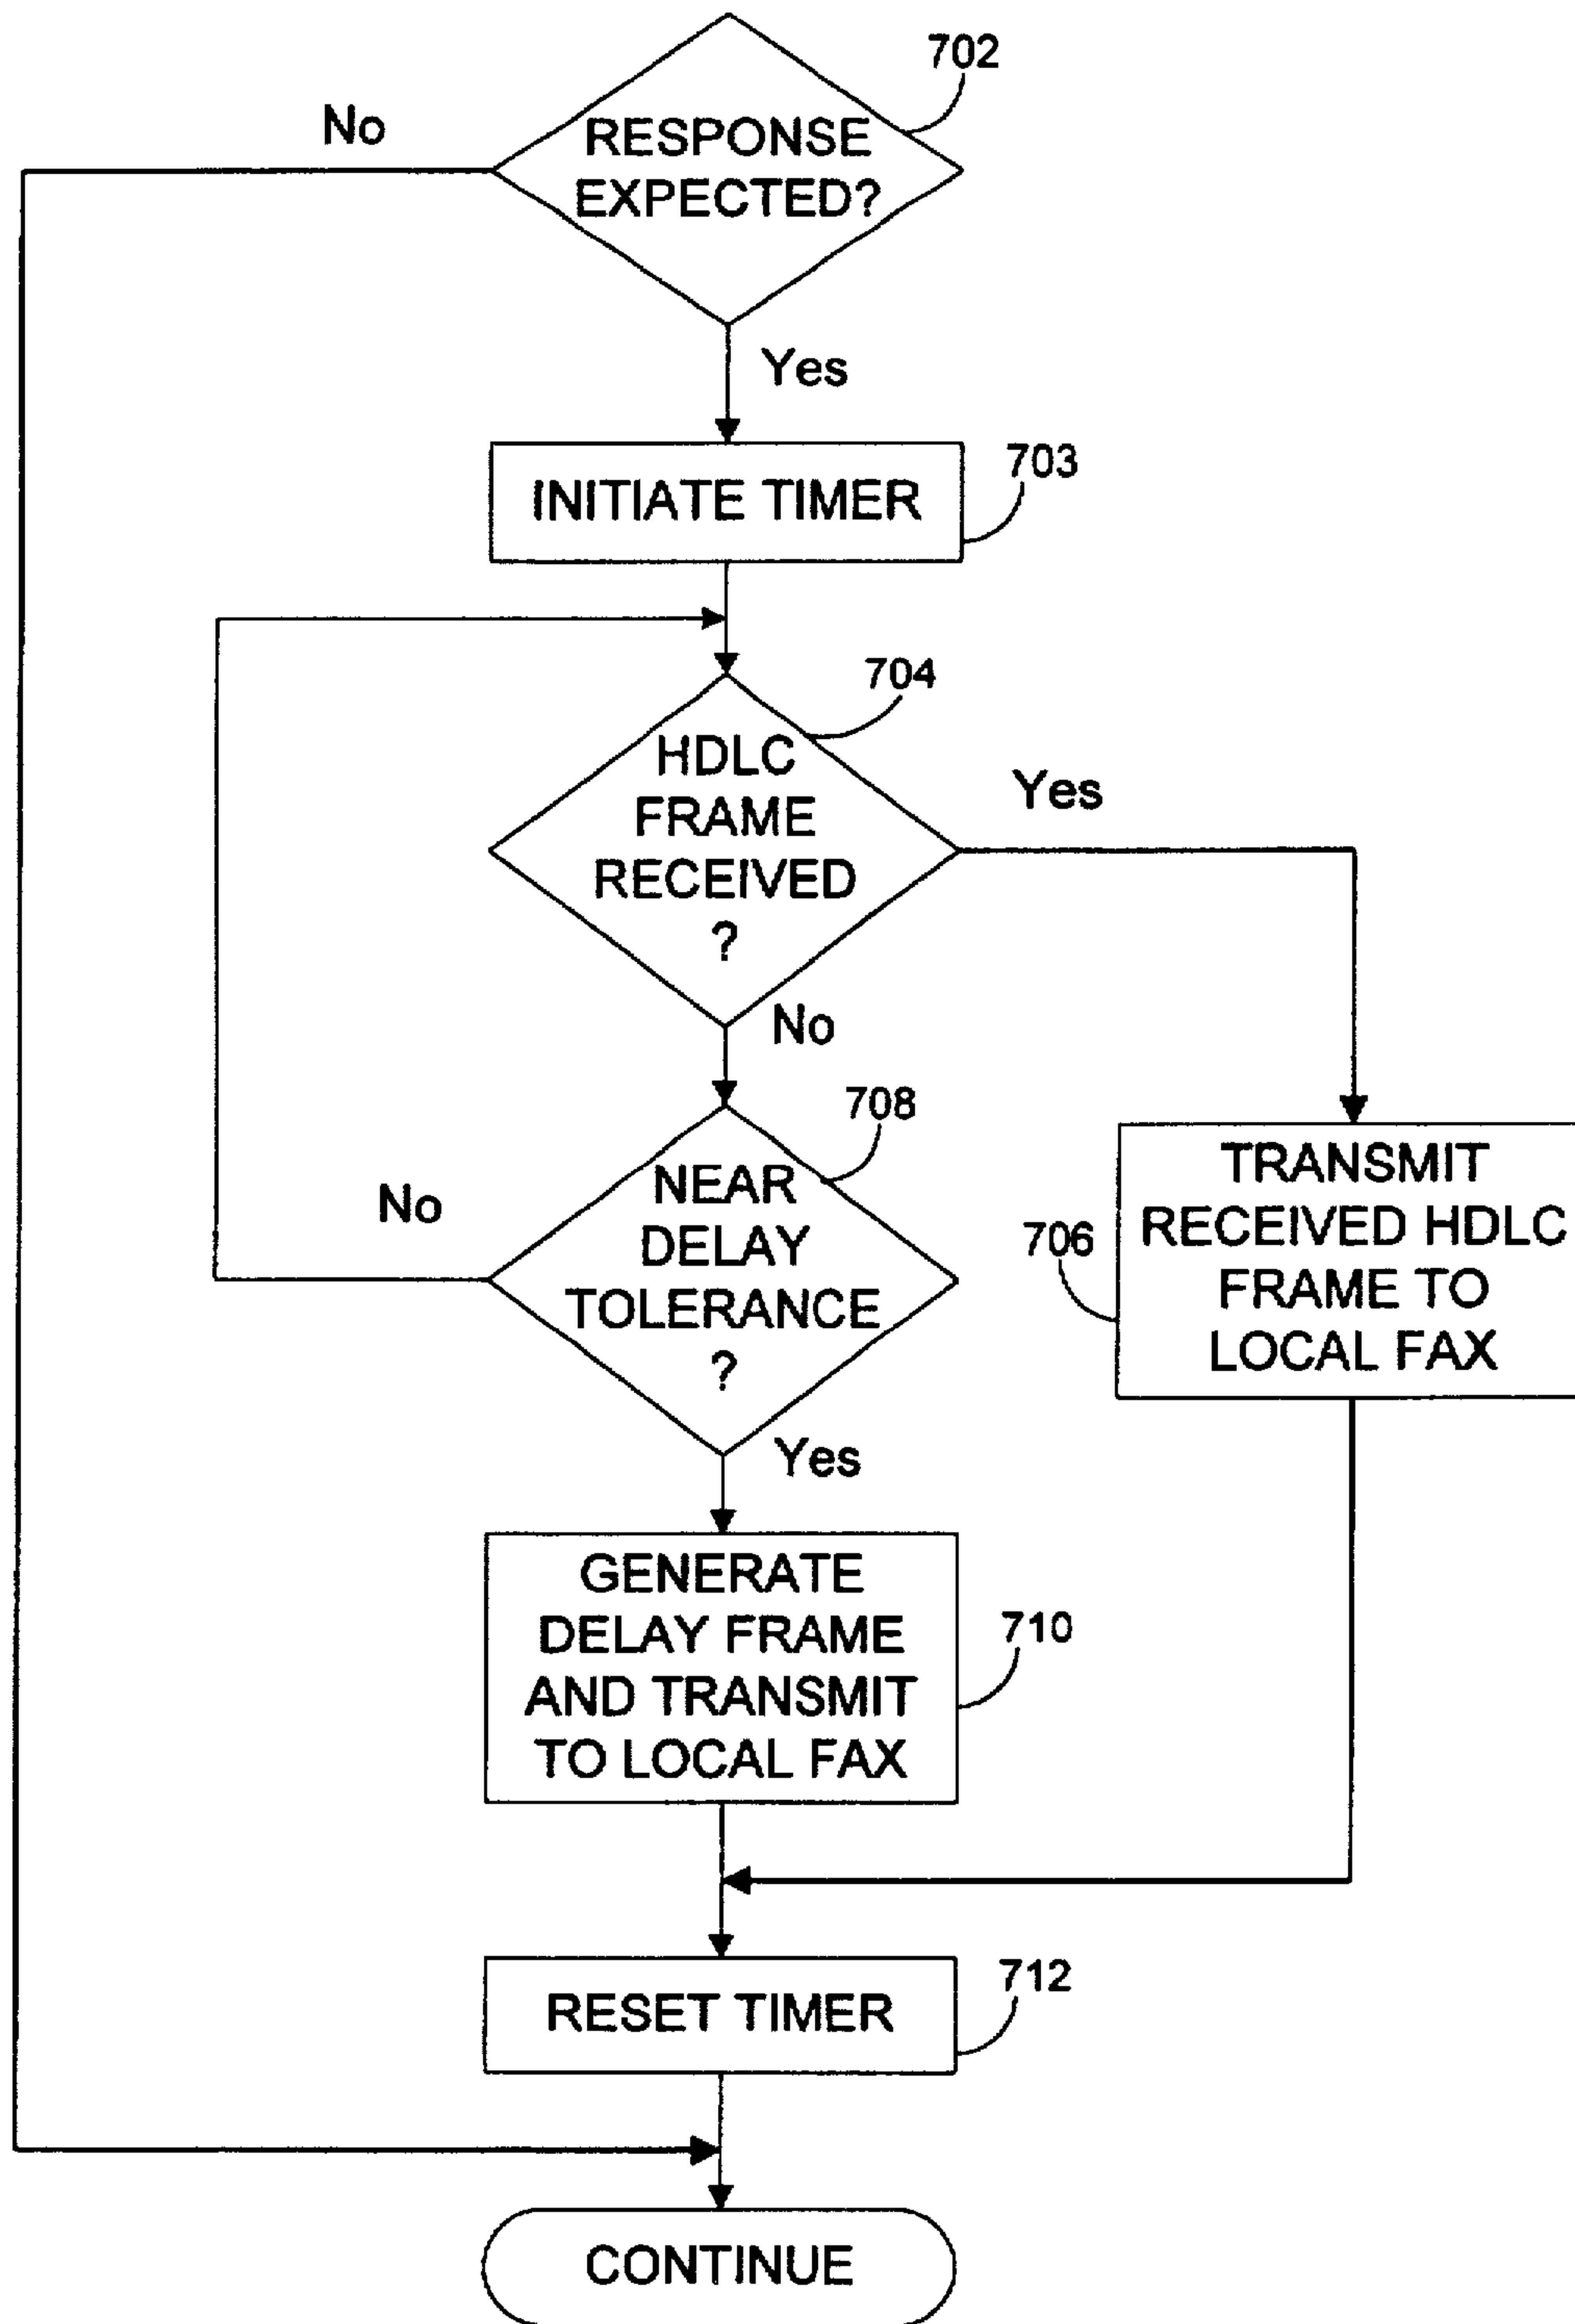 702
No
RESPONSE
EXPECTED?
Yes
703
INITIATE TIMER
704
HDLC
FRAME
RECEIVED
?
Yes
No
708
NEAR
DELAY
TOLERANCE
?
No
706
TRANSMIT
RECEIVED HDLC
FRAME TO
LOCAL FAX
Yes
GENERATE
DELAY FRAME
AND TRANSMIT
TO LOCAL FAX
710
712
RESET TIMER
CONTINUE